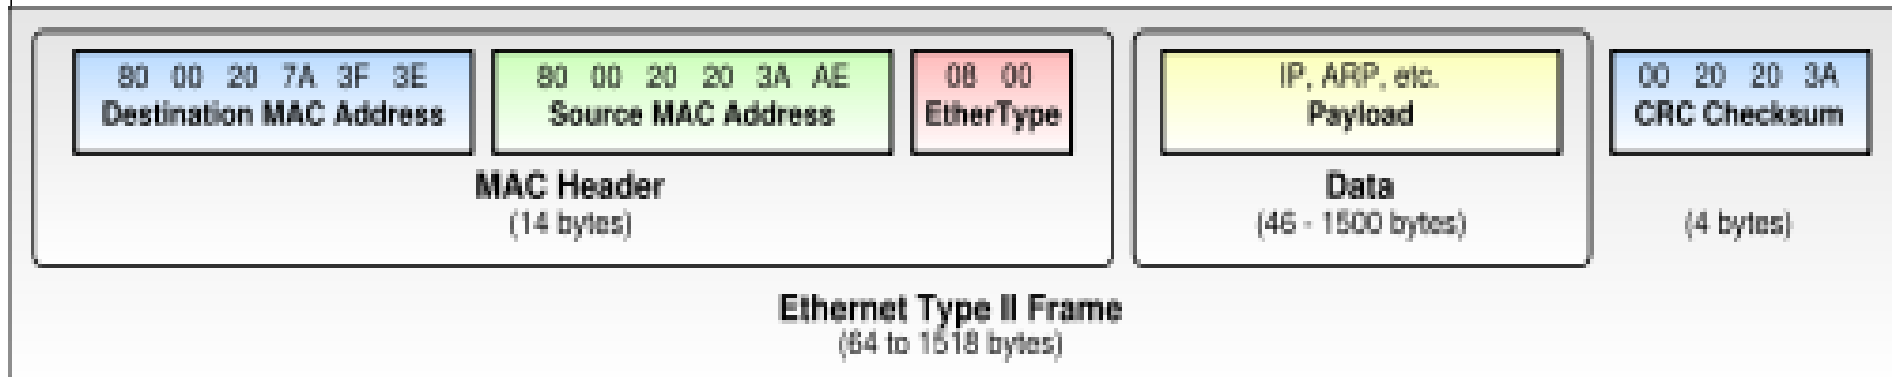 80 00 20 7A 3F 3E
Destination MAC Address
80 00 20 20 3A AE
Source MAC Address
08 00
EtherType
MAC Header
(14 bytes)
IP, ARP, etc.
Payload
Data
(46 - 1500 bytes)
00 20 20 3A
CRC Checksum
(4 bytes)
Ethernet Type II Frame
(64 to 1518 bytes)